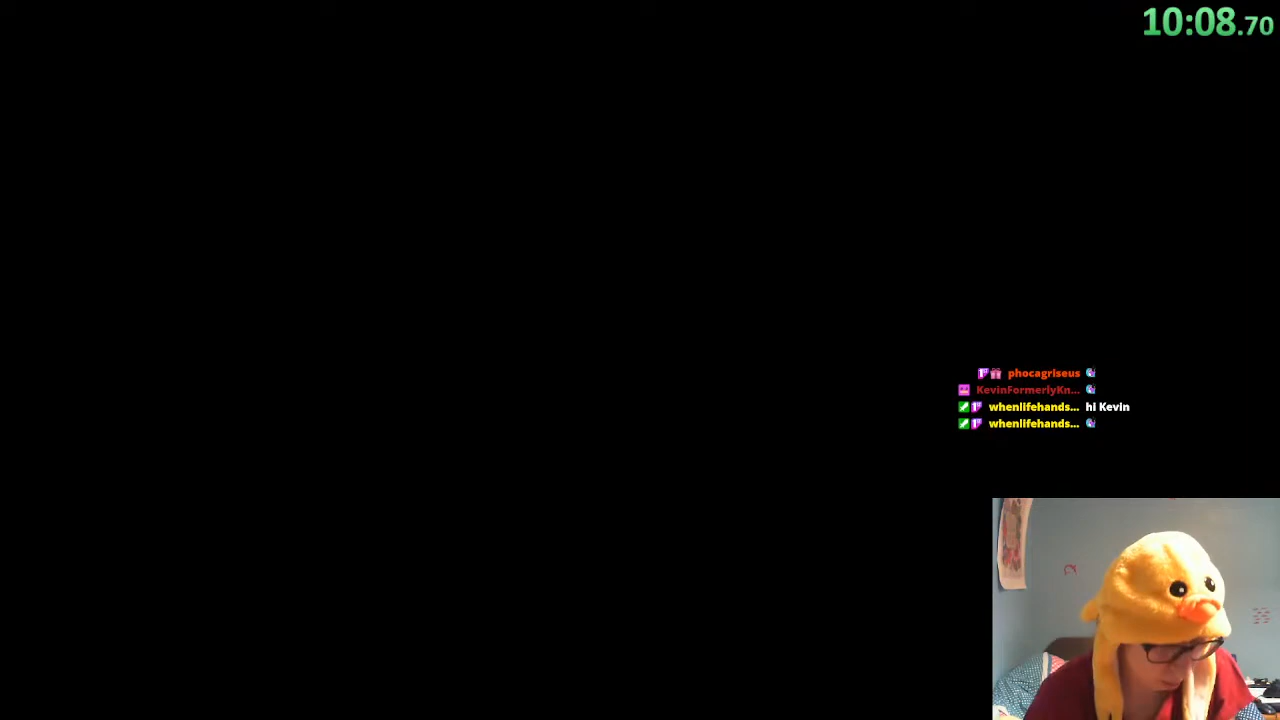 10:08.70
phocagriseus
KevinFormerlyKn...
whenlifehands... hi Kevin
whenlifehands...